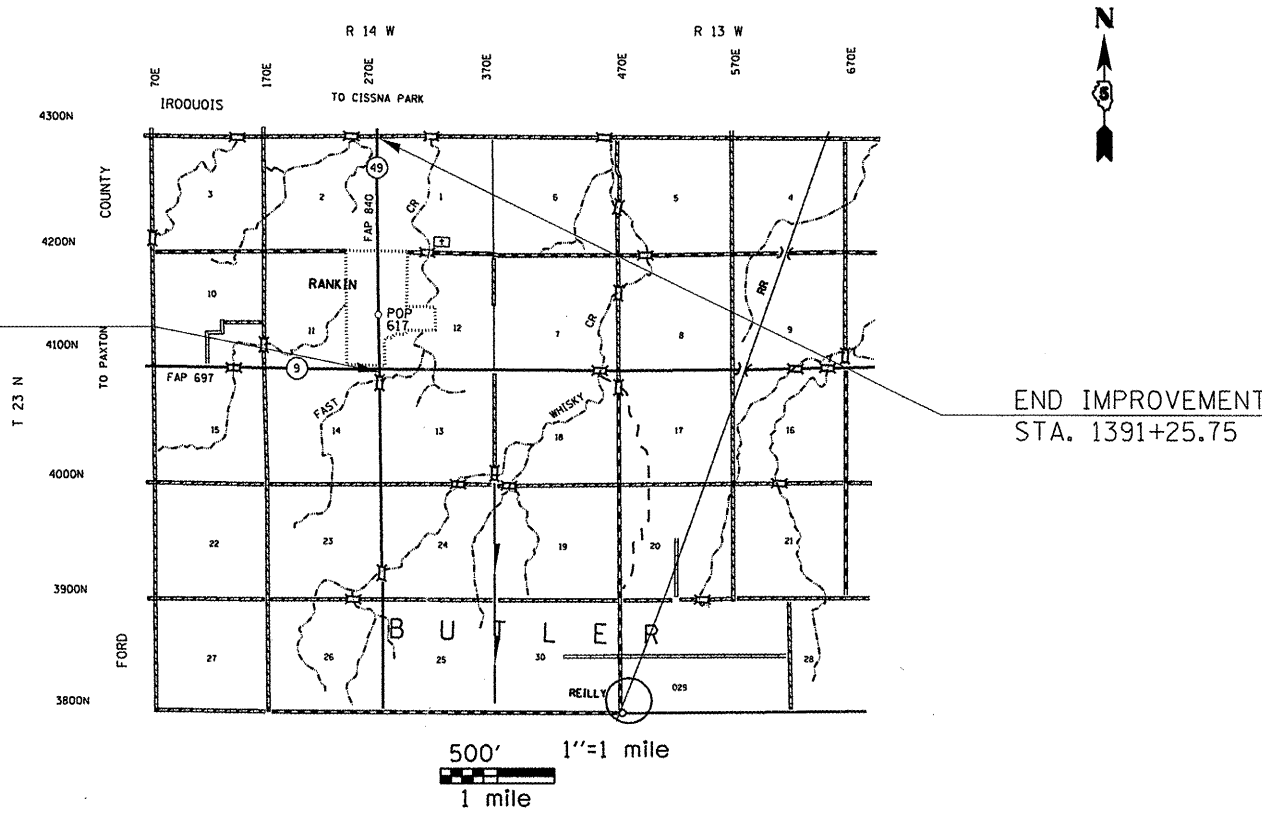 R 14 W R 13 W N
70E 170E 270E 370E 470E 570E 670E
IROQUOIS TO CISSNA PARK
4300N
COUNTY
49
3 2 1 6 5 4
FAP 840
CR
4200N
RANKIN
RR
10 POP
617
11 12 7 CR 8 9
4100N
TO PAXTON
9
FAP 697
T 23 N
END IMPROVEMENT
STA. 1391+25.75
FAST WHISKY
15 14 13 18 17 16
4000N
22 23 24 19 20 21
3900N
BUTLER
FORD
27 26 25 30 28
REILLY 029
3800N
500' 1"=1 mile
1 mile